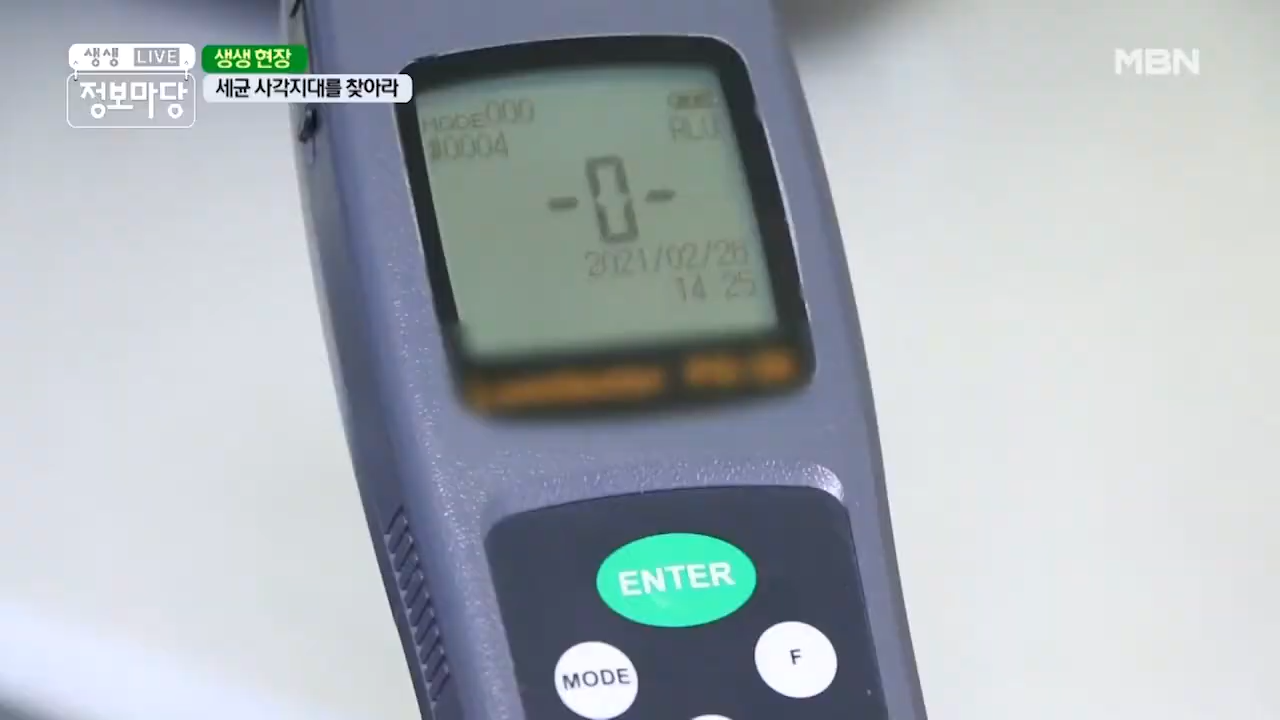 생생 LIVE
정보마당
생생 현장
세균 사각지대를 찾아라
MBN
MODE000
RLU
#0004
-0-
2021/02/26
14 25
ENTER
MODE
F